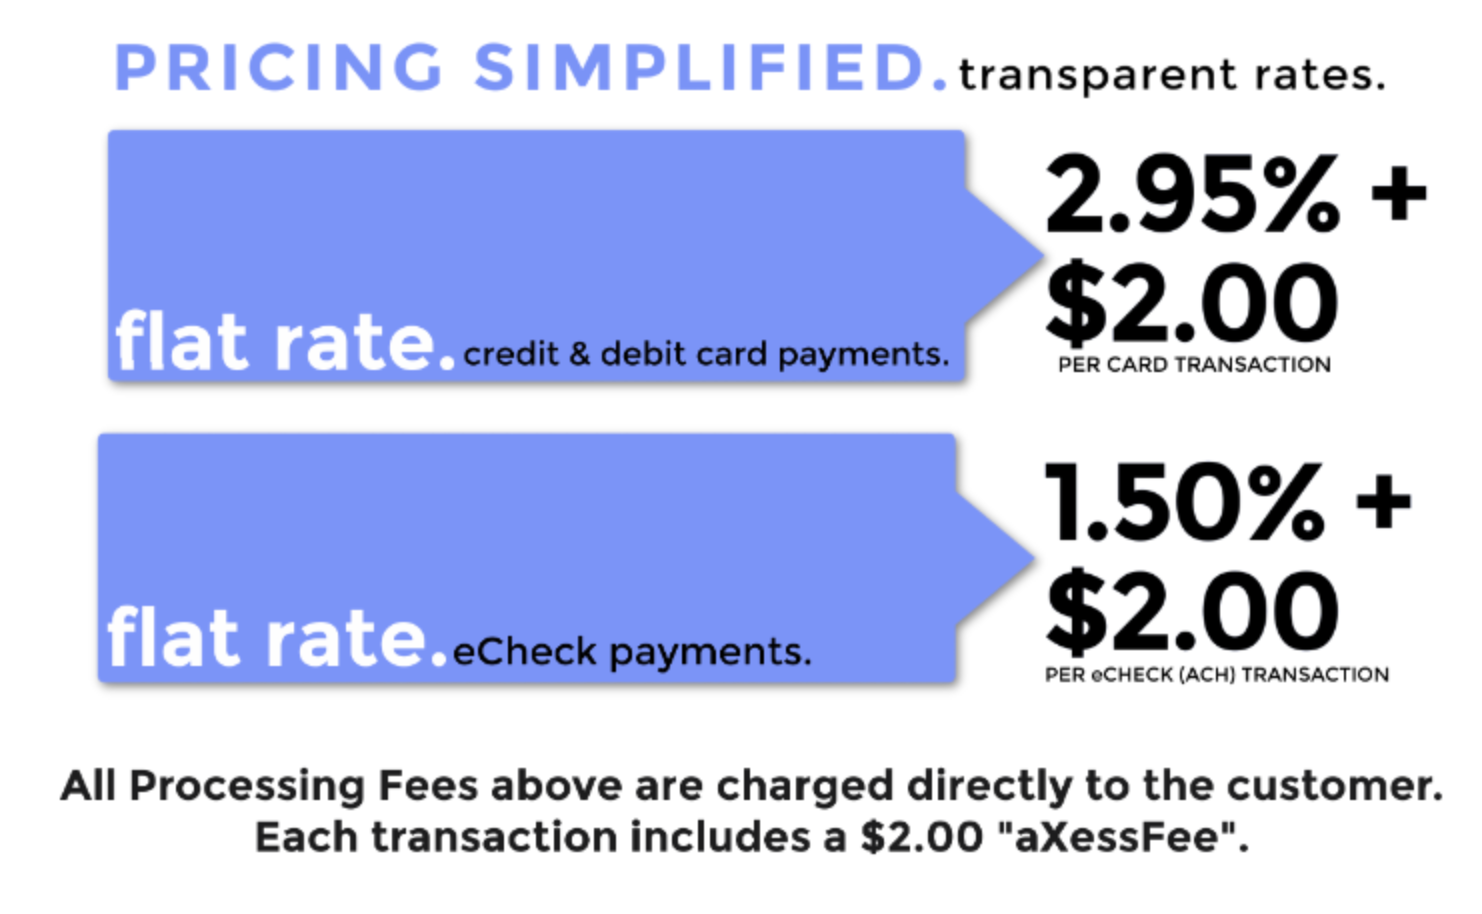 PRICING SIMPLIFIED. transparent rates.
flat rate. credit & debit card payments.
2.95% +
$2.00
PER CARD TRANSACTION
flat rate. eCheck payments.
1.50% +
$2.00
PER eCHECK (ACH) TRANSACTION
All Processing Fees above are charged directly to the customer.
Each transaction includes a $2.00 "aXessFee".